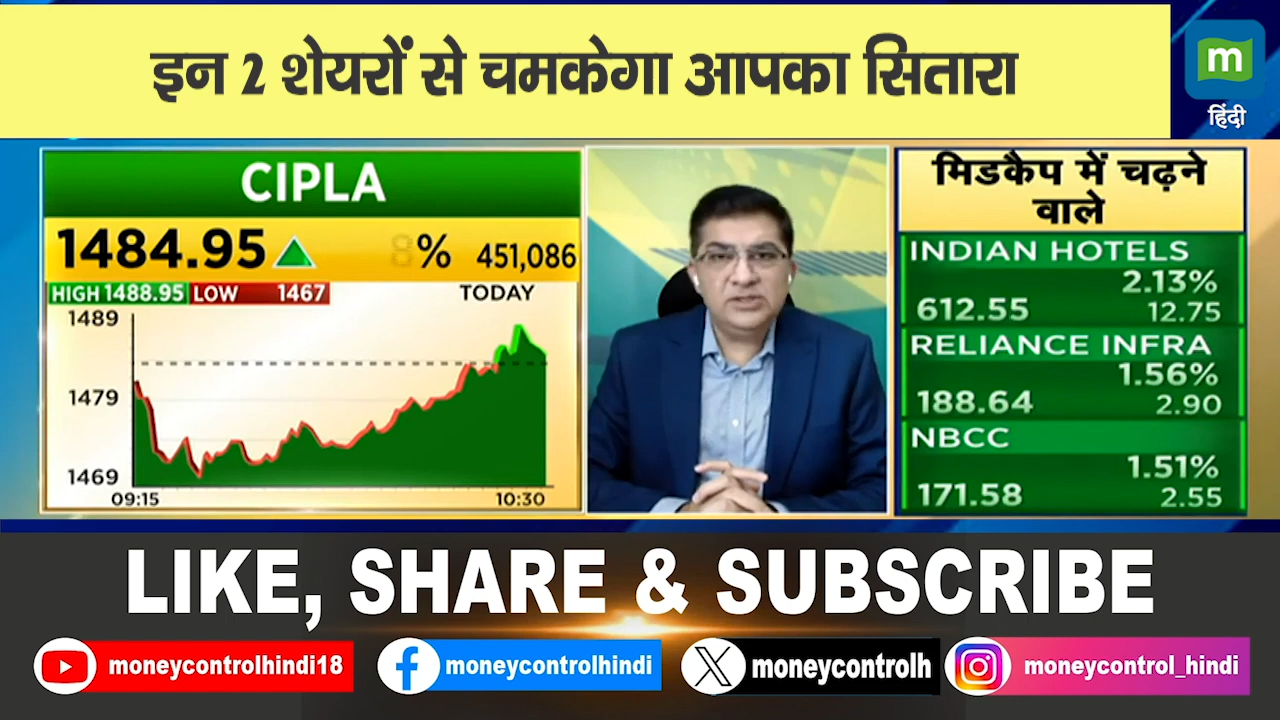 इन 2 शेयरों से चमकेगा आपका सितारा
m
हिंदी
CIPLA
1484.95 % 451,086
HIGH 1488.95 LOW 1467 TODAY
1489
1479
1469
09:15 10:30
मिडकैप में चढ़ने
वाले
INDIAN HOTELS
2.13%
612.55 12.75
RELIANCE INFRA
1.56%
188.64 2.90
NBCC
1.51%
171.58 2.55
LIKE, SHARE & SUBSCRIBE
moneycontrolhindi18 moneycontrolhindi moneycontrolh moneycontrol_hindi